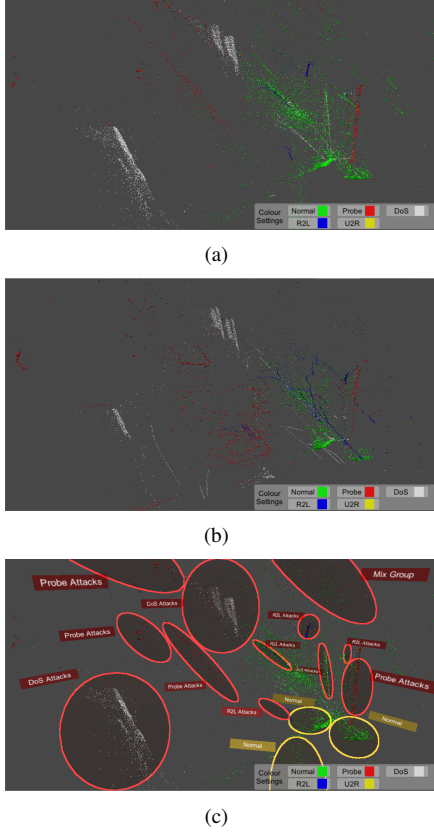 Colour Settings Normal Probe DoS
R2L U2R
(a)
Colour Settings Normal Probe DoS
R2L U2R
(b)
Probe Attacks
Mix Group
DoS Attacks
R2L Attacks
Probe Attacks
R2L Attacks
R2L Attacks
DoS Attacks
DoS Attacks
Probe Attacks
Probe Attacks
R2L Attacks
Normal
Normal
Normal
Colour Settings Normal Probe DoS
R2L U2R
(c)